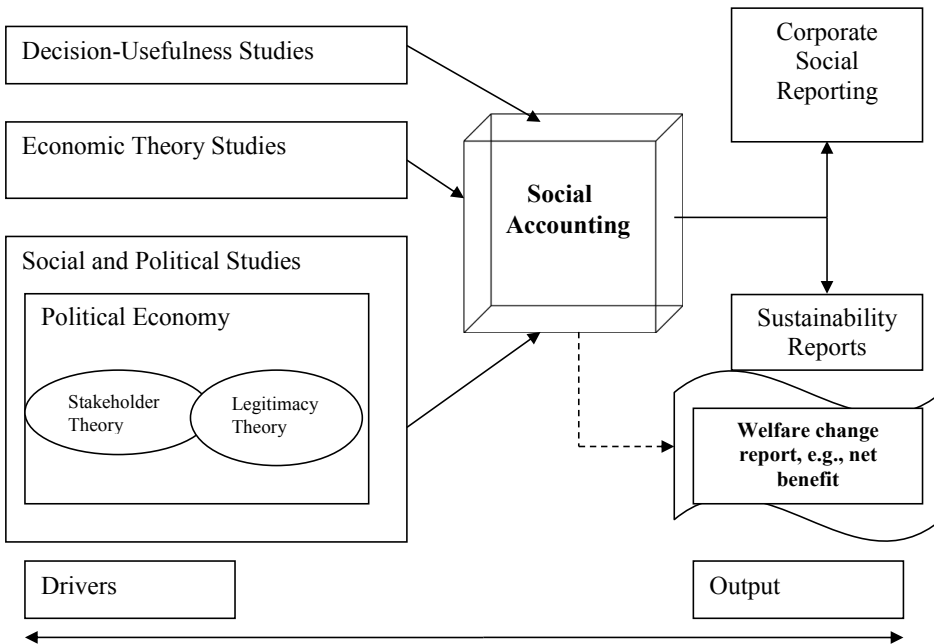 Decision-Usefulness Studies
Economic Theory Studies
Social and Political Studies
Political Economy
Stakeholder
Theory
Legitimacy
Theory
Social
Accounting
Corporate
Social
Reporting
Sustainability
Reports
Welfare change
report, e.g., net
benefit
Drivers
Output